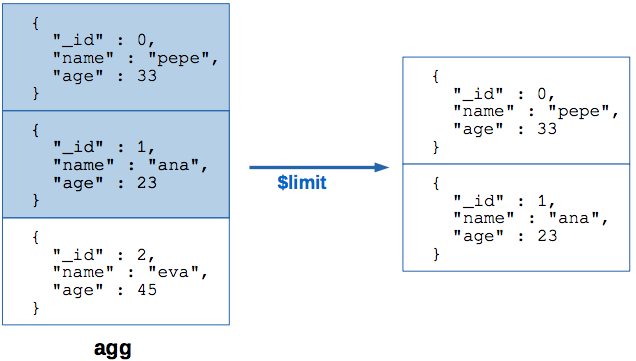 {
"_id" : 0,
"name" : "pepe",
"age" : 33
}
{
"_id" : 1,
"name" : "ana",
"age" : 23
}
{
"_id" : 2,
"name" : "eva",
"age" : 45
}
agg
$limit
{
"_id" : 0,
"name" : "pepe",
"age" : 33
}
{
"_id" : 1,
"name" : "ana",
"age" : 23
}